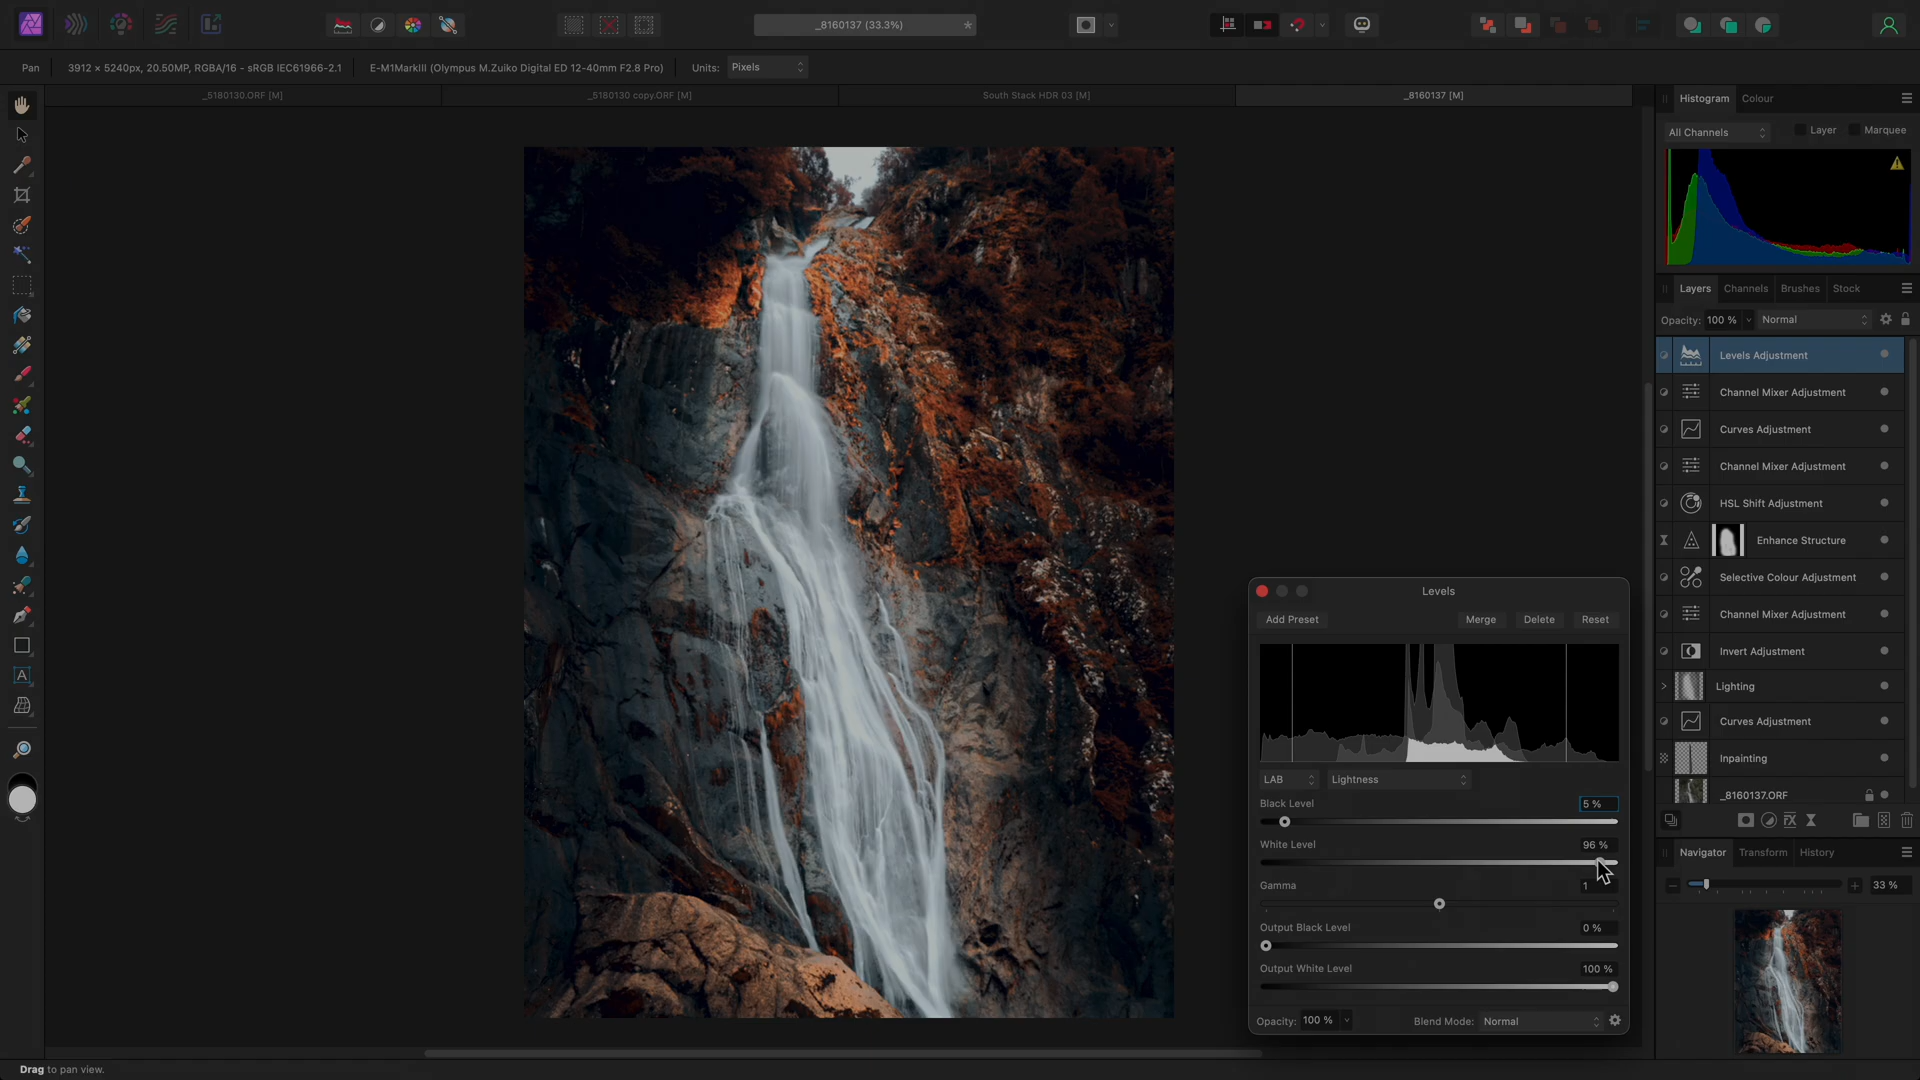 _8160137 (33.3%)
*
Pan
3912 × 5240px, 20.50MP, RGBA/16 - sRGB IEC61966-2.1
E-M1MarkIII (Olympus M.Zuiko Digital ED 12-40mm F2.8 Pro)
Units:
Pixels
_5180130.ORF [M]
_5180130 copy.ORF [M]
South Stack HDR 03 [M]
_8160137 [M]
Histogram
Colour
All Channels
Layer
Marquee
Layers
Channels
Brushes
Stock
Opacity:
100 %
Normal
Levels Adjustment
Channel Mixer Adjustment
Curves Adjustment
Channel Mixer Adjustment
HSL Shift Adjustment
Enhance Structure
Selective Colour Adjustment
Channel Mixer Adjustment
Invert Adjustment
Lighting
Curves Adjustment
Inpainting
_8160137.ORF
FX
Navigator
Transform
History
33 %
Levels
Add Preset
Merge
Delete
Reset
LAB
Lightness
Black Level
5 %
White Level
96 %
Gamma
1
Output Black Level
0 %
Output White Level
100 %
Opacity:
100 %
Blend Mode:
Normal
A
Drag to pan view.